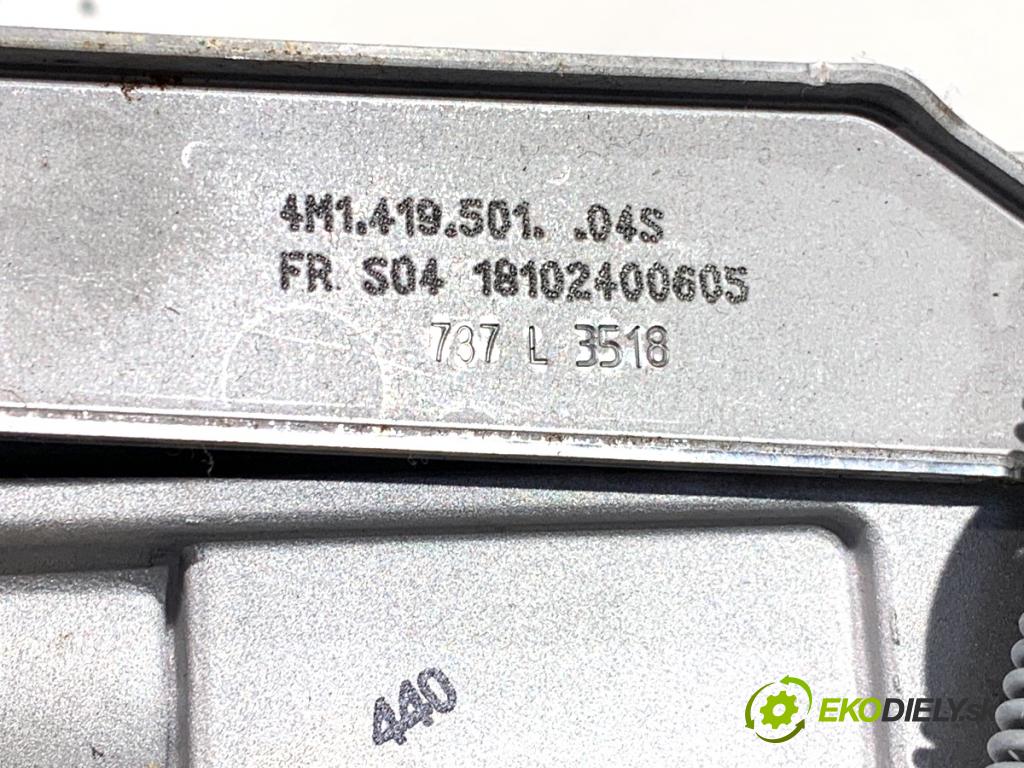 4M1.419.501. .04S
FR S04 18102400605
737 L 3518
440
EKODIELY.SK